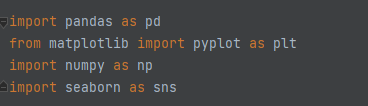 import pandas as pd
from matplotlib import pyplot as plt
import numpy as np
import seaborn as sns